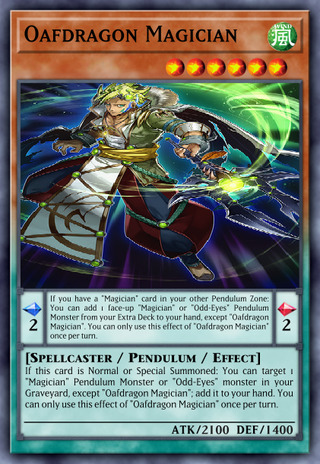 Oafdragon Magician
WIND
風
If you have a "Magician" card in your other Pendulum Zone:
You can add 1 face-up "Magician" or "Odd-Eyes" Pendulum
Monster from your Extra Deck to your hand, except "Oafdragon
Magician". You can only use this effect of "Oafdragon Magician"
once per turn.
2
2
[Spellcaster / Pendulum / Effect]
If this card is Normal or Special Summoned: You can target 1
"Magician" Pendulum Monster or "Odd-Eyes" monster in your
Graveyard, except "Oafdragon Magician"; add it to your hand. You
can only use this effect of "Oafdragon Magician" once per turn.
ATK/2100 DEF/1400